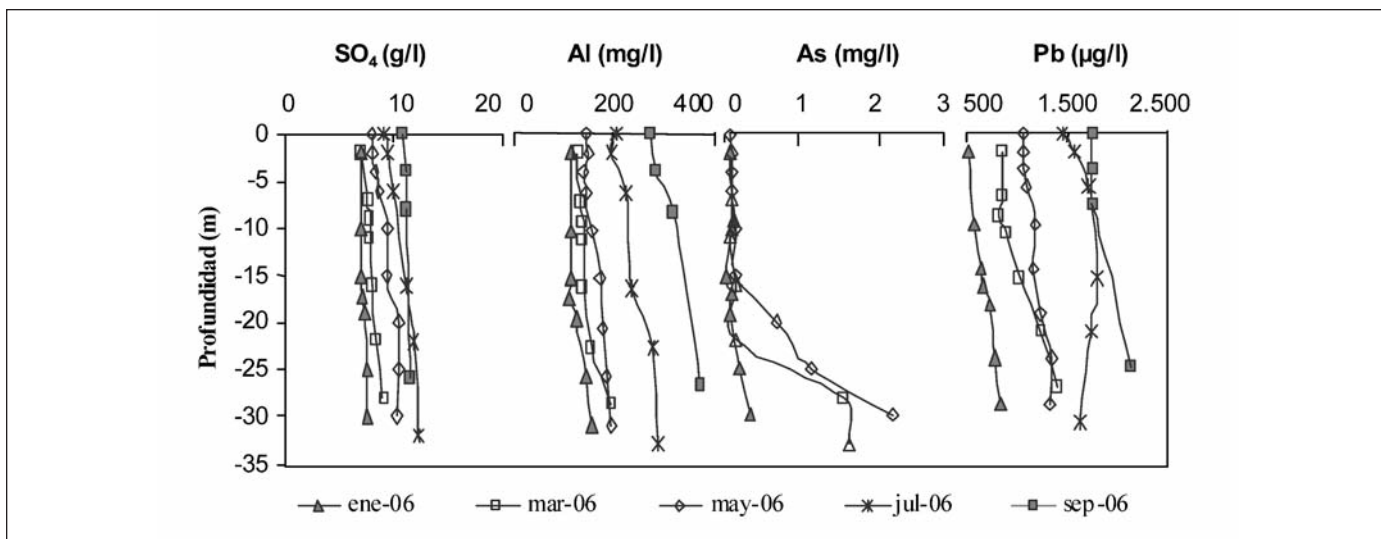 SO₄ (g/l) Al (mg/l) As (mg/l) Pb (µg/l)
0 10 20 0 200 400 0 1 2 3 500 1.500 2.500
Profundidad (m)
0
-5
-10
-15
-20
-25
-30
-35
ene-06 mar-06 may-06 jul-06 sep-06